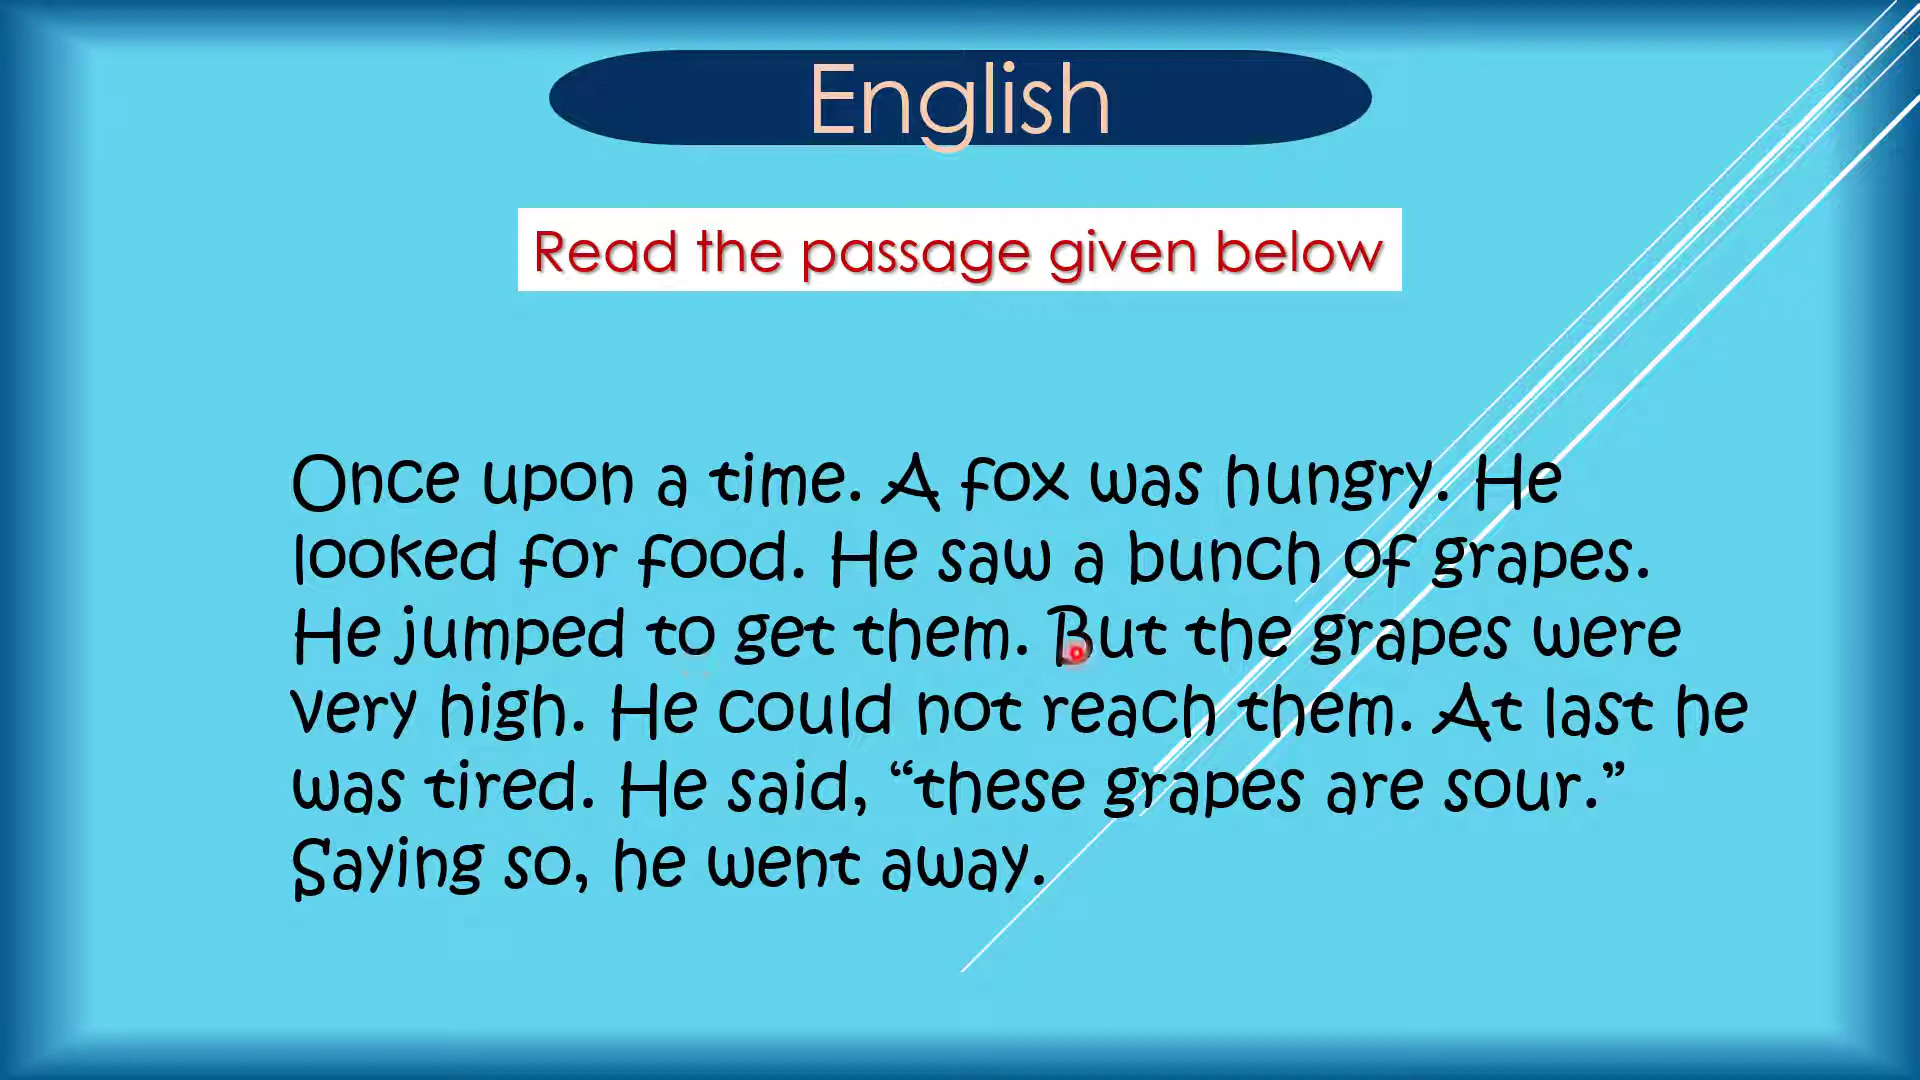 English
Read the passage given below
Once upon a time. A fox was hungry. He
looked for food. He saw a bunch of grapes.
He jumped to get them. But the grapes were
very high. He could not reach them. At last he
was tired. He said, “these grapes are sour.”
Saying so, he went away.